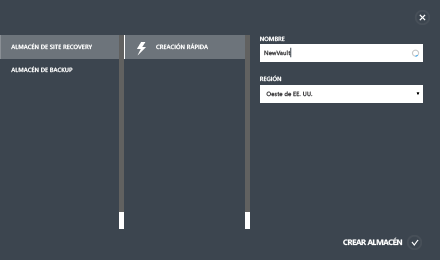 NOMBRE
ALMACÉN DE SITE RECOVERY
CREACIÓN RÁPIDA
NewVault
ALMACÉN DE BACKUP
REGIÓN
Oeste de EE. UU.
CREAR ALMACÉN